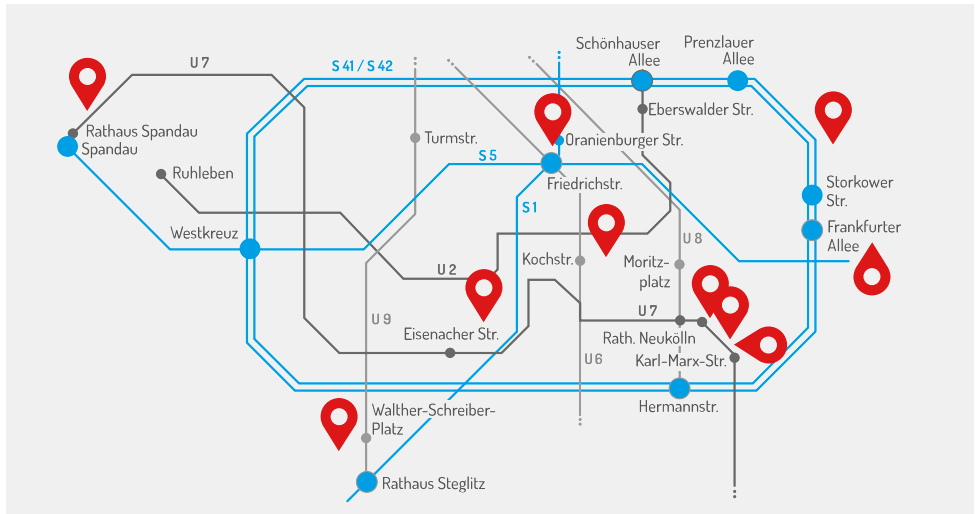 Schönhauser
Allee
Prenzlauer
Allee
U 7
S 41 / S 42
Eberswalder Str.
Rathaus Spandau
Spandau
Turmstr.
Oranienburger Str.
S 5
Ruhleben
Friedrichstr.
Storkower
Str.
S 1
Westkreuz
Frankfurter
Allee
U 8
Kochstr.
Moritz-
platz
U 2
U 9
U 7
Eisenacher Str.
Rath. Neukölln
U 6
Karl-Marx-Str.
Hermannstr.
Walther-Schreiber-
Platz
Rathaus Steglitz